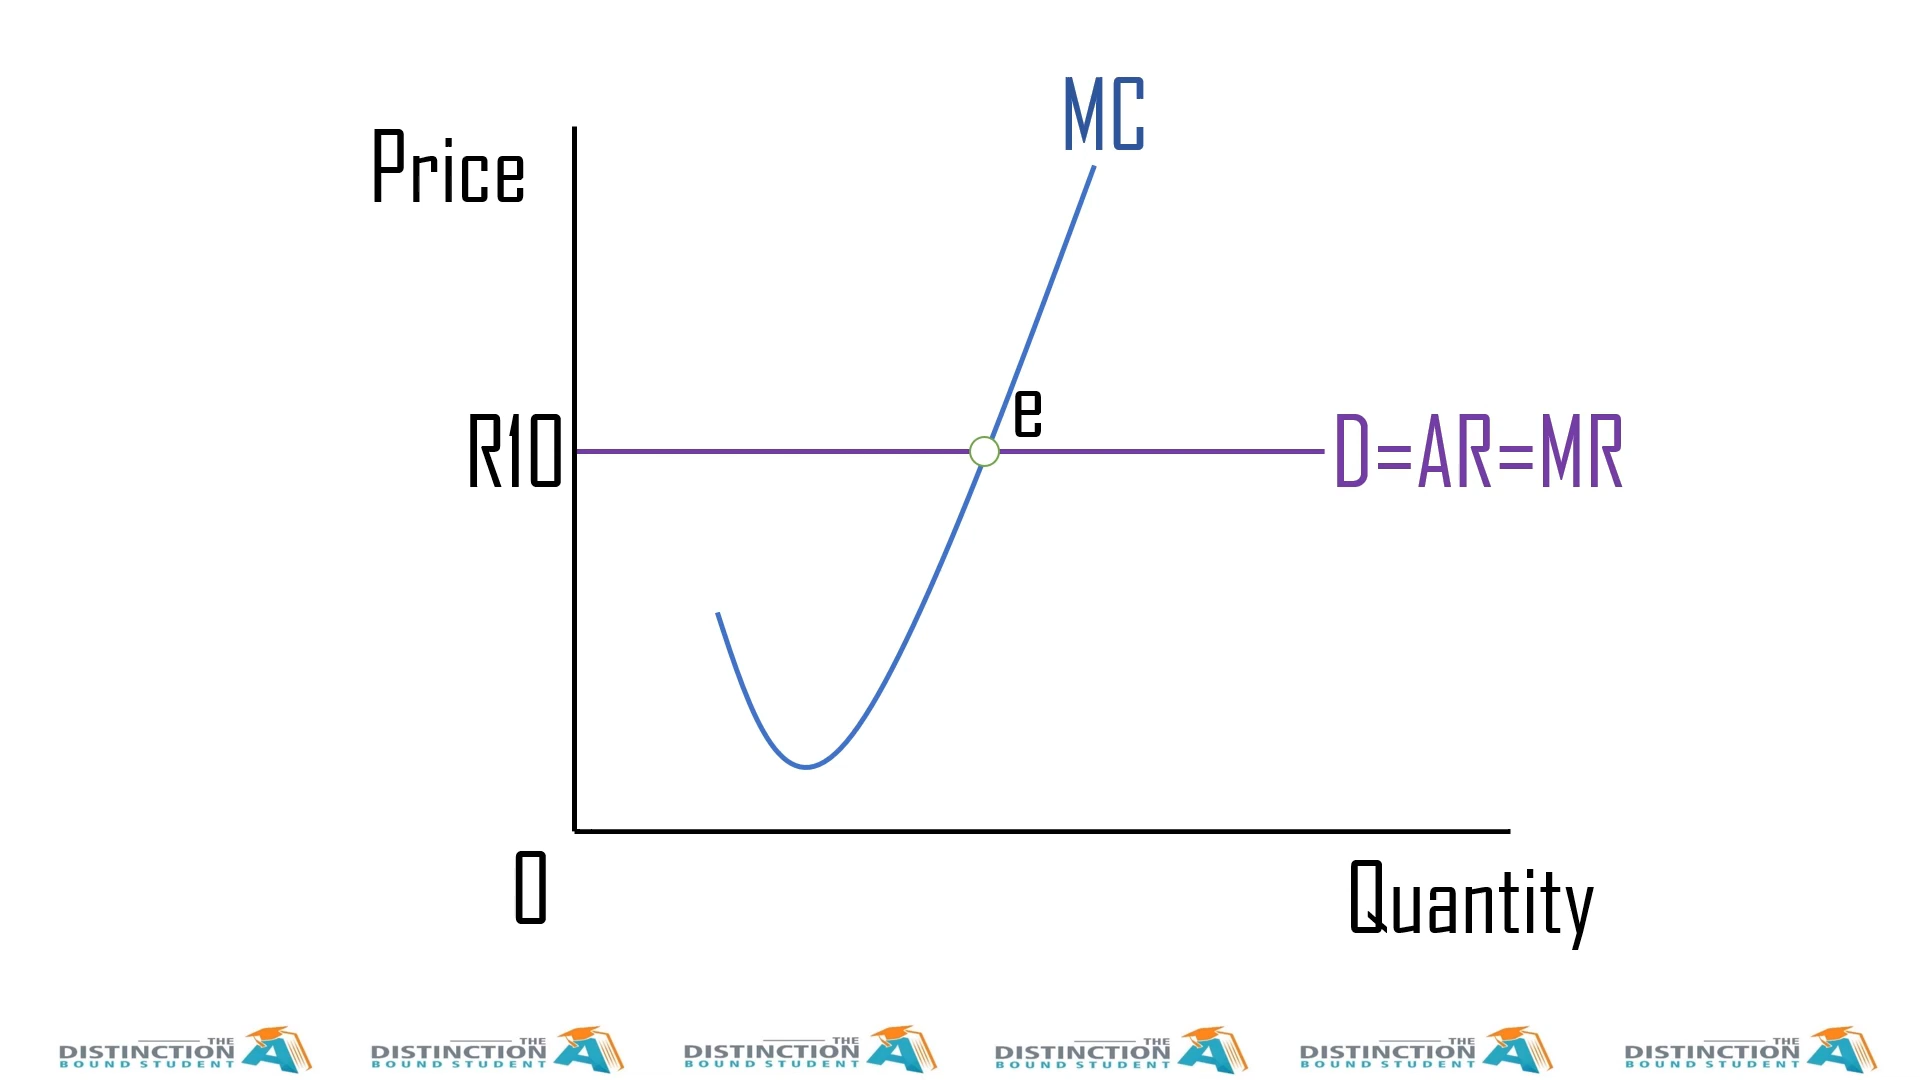 MC
Price
e
R10
D=AR=MR
0
Quantity
THE
DISTINCTION
BOUND STUDENT
THE
DISTINCTION
BOUND STUDENT
THE
DISTINCTION
BOUND STUDENT
THE
DISTINCTION
BOUND STUDENT
THE
DISTINCTION
BOUND STUDENT
THE
DISTINCTION
BOUND STUDENT